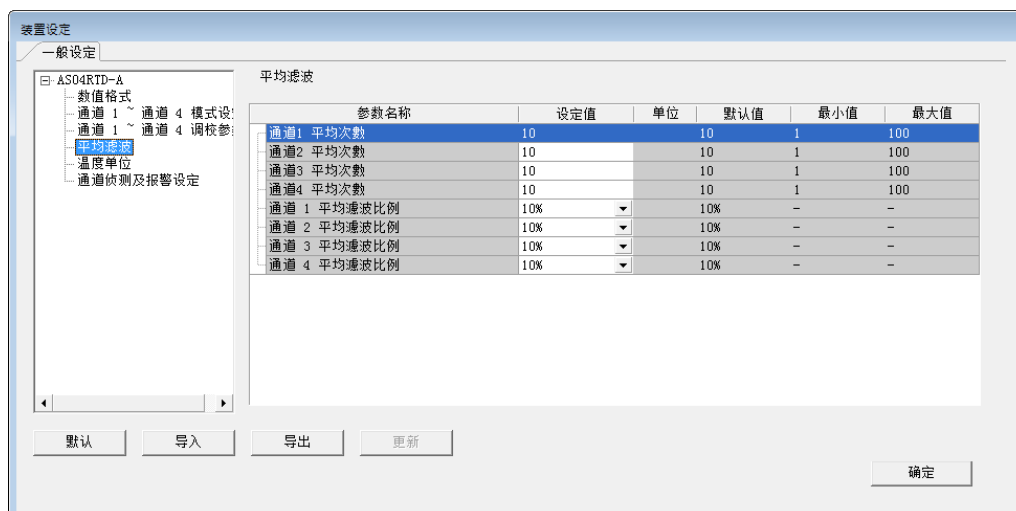 装置设定
一般设定
AS04RTD-A
数值格式
通道 1 ~ 通道 4 模式设
通道 1 ~ 通道 4 调校参
平均滤波
温度单位
通道侦测及报警设定
平均滤波
参数名称 设定值 单位 默认值 最小值 最大值
通道1 平均次數 10 10 1 100
通道2 平均次數 10 10 1 100
通道3 平均次數 10 10 1 100
通道4 平均次數 10 10 1 100
通道 1 平均濾波比例 10% 10% - -
通道 2 平均濾波比例 10% 10% - -
通道 3 平均濾波比例 10% 10% - -
通道 4 平均濾波比例 10% 10% - -
默认 导入 导出 更新
确定